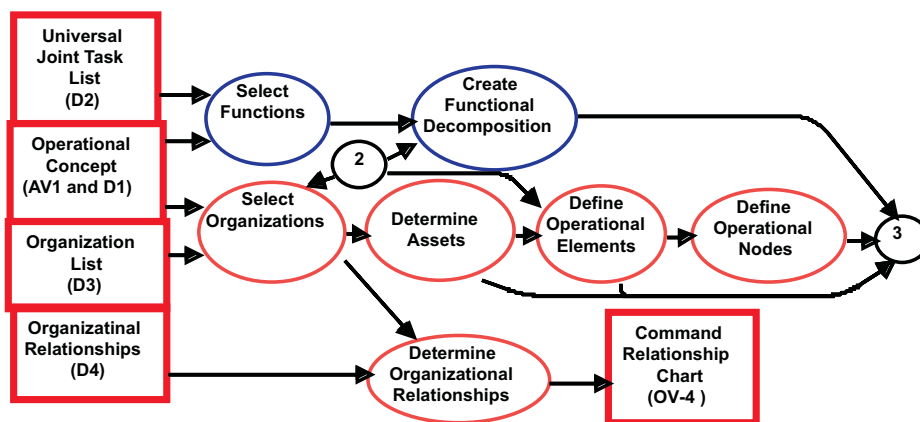 Universal
Joint Task
List
(D2)
Operational
Concept
(AV1 and D1)
Organization
List
(D3)
Organizatinal
Relationships
(D4)
Select
Functions
Create
Functional
Decomposition
2
Select
Organizations
Determine
Assets
Define
Operational
Elements
Define
Operational
Nodes
3
Determine
Organizational
Relationships
Command
Relationship
Chart
(OV-4 )